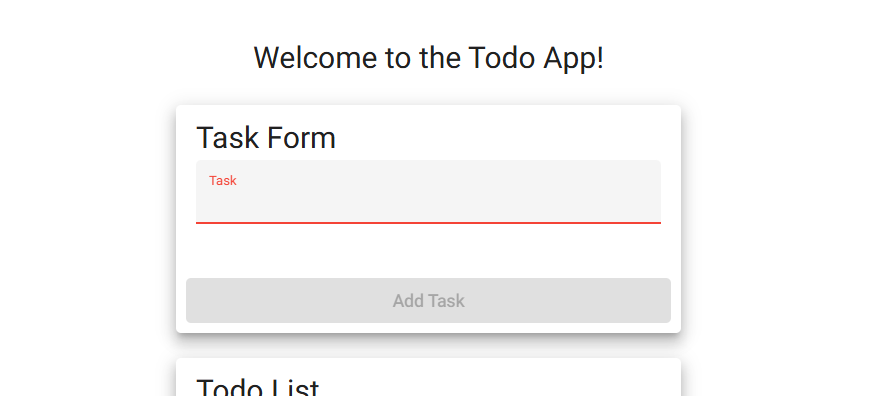 Welcome to the Todo App!
Task Form
Task
Add Task
Todo List